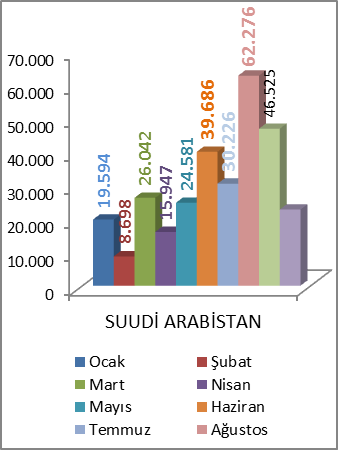 70.000
60.000
50.000
40.000
30.000
20.000
10.000
0
19.594
8.698
26.042
15.947
24.581
39.686
30.226
62.276
46.525
SUUDİ ARABİSTAN
Ocak
Şubat
Mart
Nisan
Mayıs
Haziran
Temmuz
Ağustos